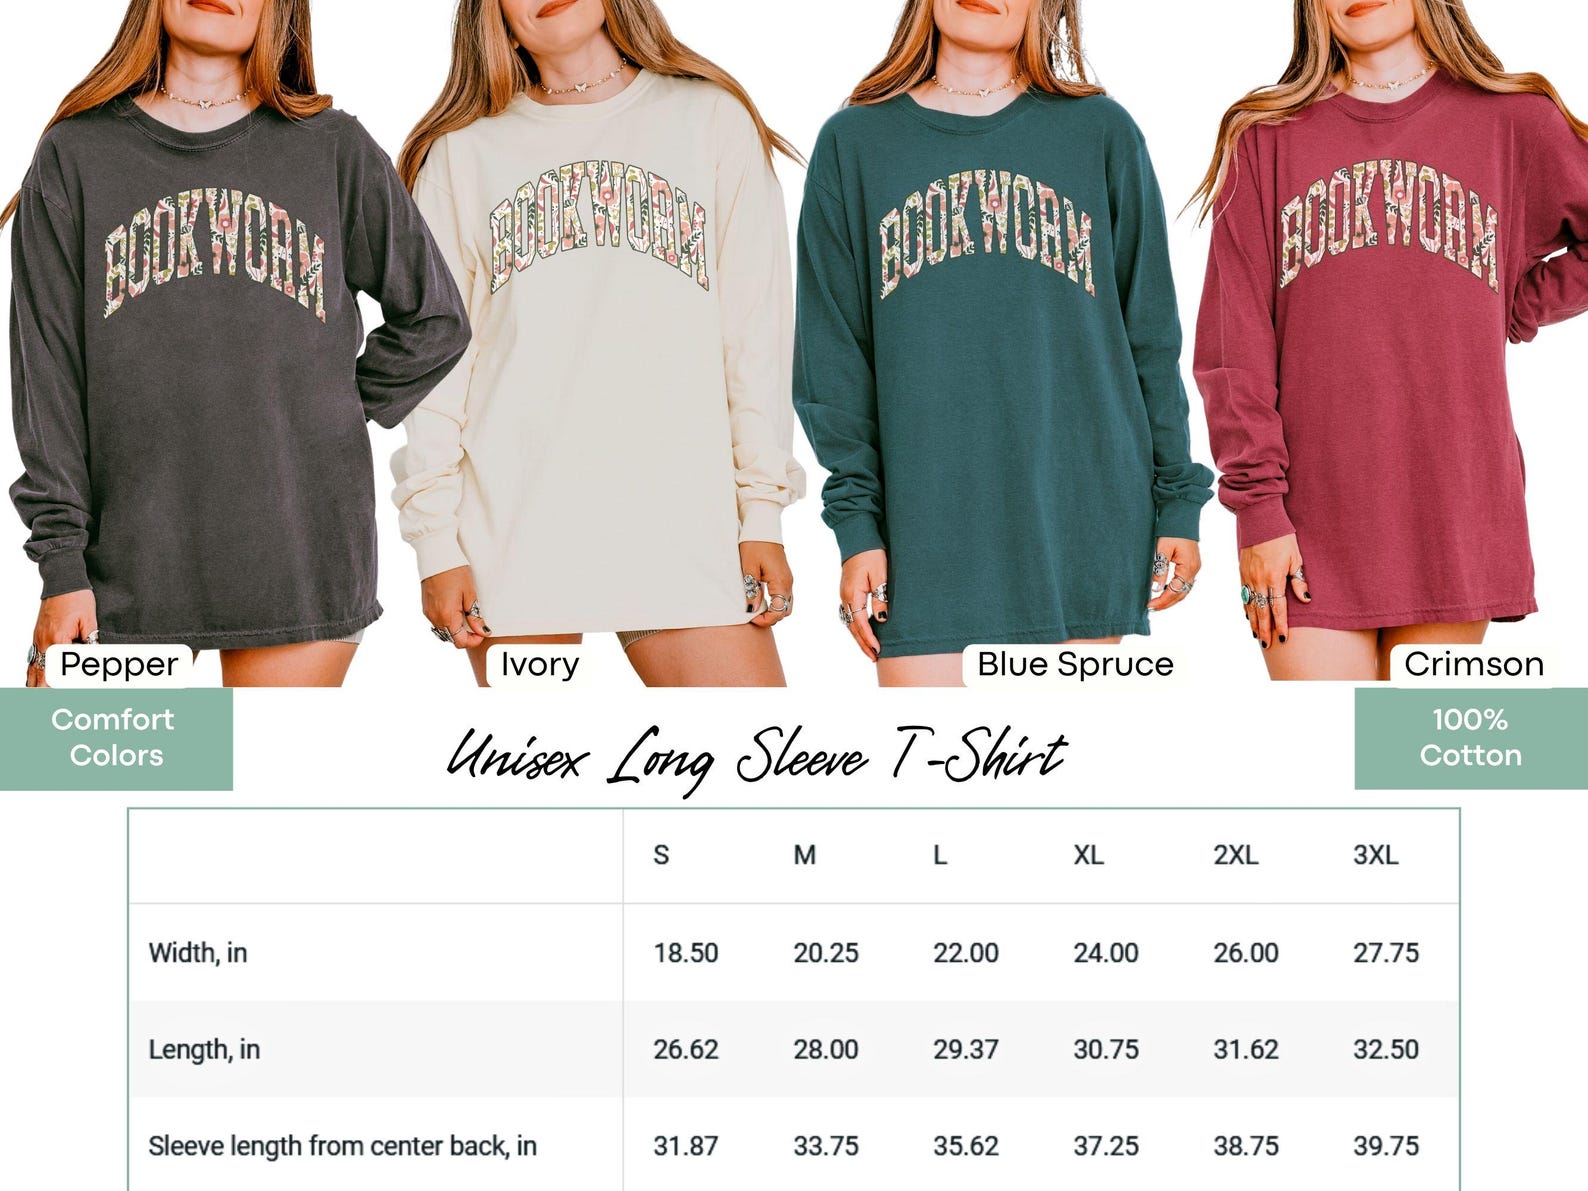 BOOKWORM
BOOKWORM
BOOKWORM
BOOKWORM
Pepper
Ivory
Blue Spruce
Crimson
Comfort
Colors
Unisex Long Sleeve T-Shirt
100%
Cotton
S M L XL 2XL 3XL
Width, in 18.50 20.25 22.00 24.00 26.00 27.75
Length, in 26.62 28.00 29.37 30.75 31.62 32.50
Sleeve length from center back, in 31.87 33.75 35.62 37.25 38.75 39.75